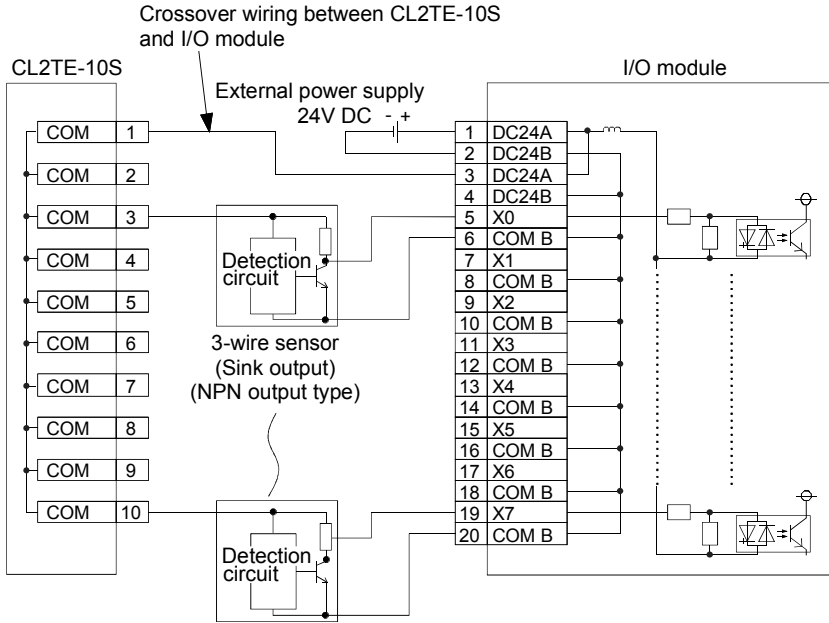 Crossover wiring between CL2TE-10S
and I/O module
CL2TE-10S
I/O module
External power supply
24V DC - +
COM 1
COM 2
COM 3
COM 4
COM 5
COM 6
COM 7
COM 8
COM 9
COM 10
1 DC24A
2 DC24B
3 DC24A
4 DC24B
5 X0
6 COM B
7 X1
8 COM B
9 X2
10 COM B
11 X3
12 COM B
13 X4
14 COM B
15 X5
16 COM B
17 X6
18 COM B
19 X7
20 COM B
Detection
circuit
3-wire sensor
(Sink output)
(NPN output type)
Detection
circuit